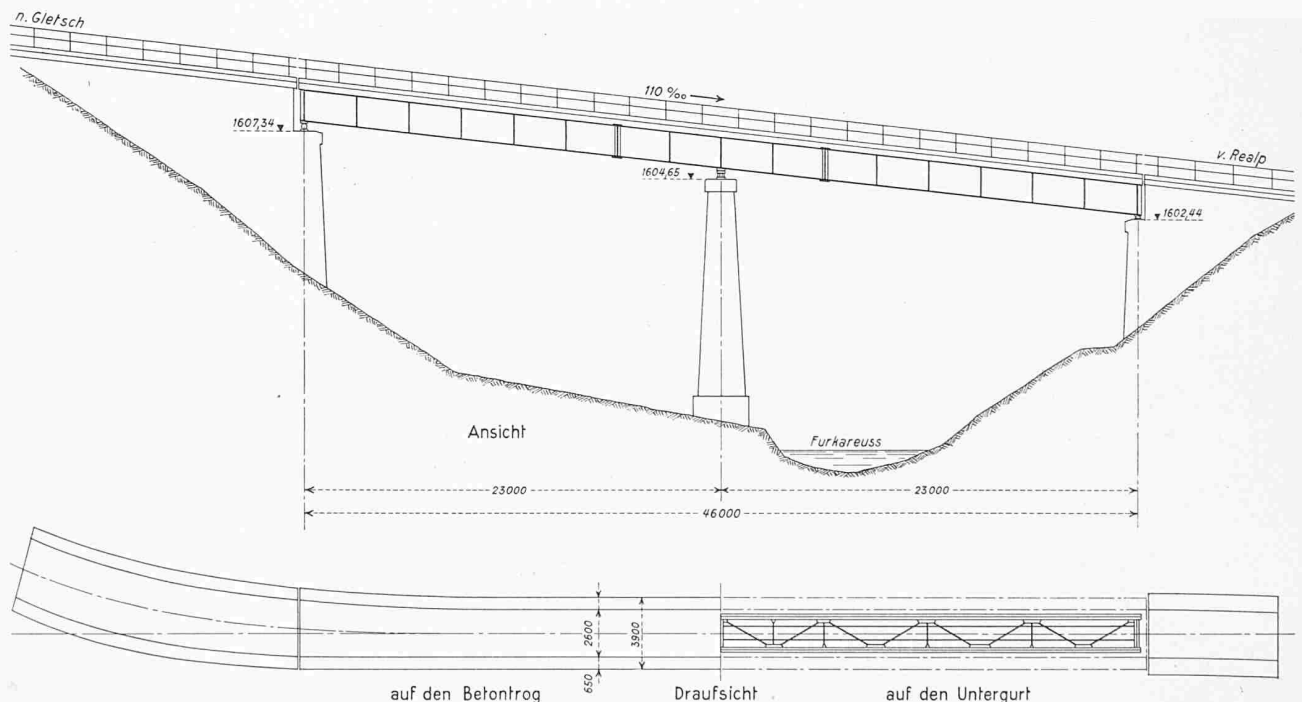 n. Gletsch
110 ‰
1607,34
v. Realp
1604,65
1602,44
Ansicht
Furkareuss
23000
23000
46000
2600
3900
650
auf den Betontrog
Draufsicht
auf den Untergurt